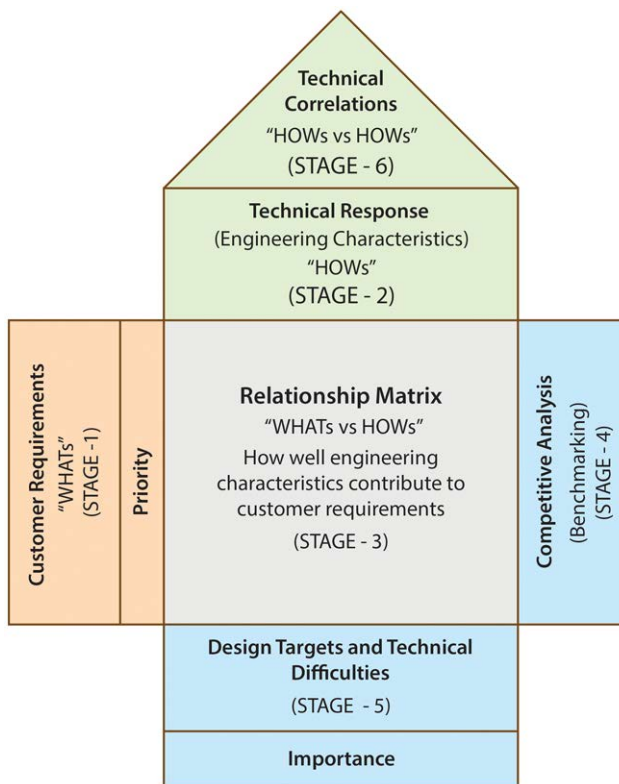 Technical
Correlations
“HOWs vs HOWs”
(STAGE - 6)
Technical Response
(Engineering Characteristics)
“HOWs”
(STAGE - 2)
Customer Requirements
“WHATs”
(STAGE -1)
Priority
Relationship Matrix
“WHATs vs HOWs”
How well engineering
characteristics contribute to
customer requirements
(STAGE - 3)
Competitive Analysis
(Benchmarking)
(STAGE - 4)
Design Targets and Technical
Difficulties
(STAGE - 5)
Importance